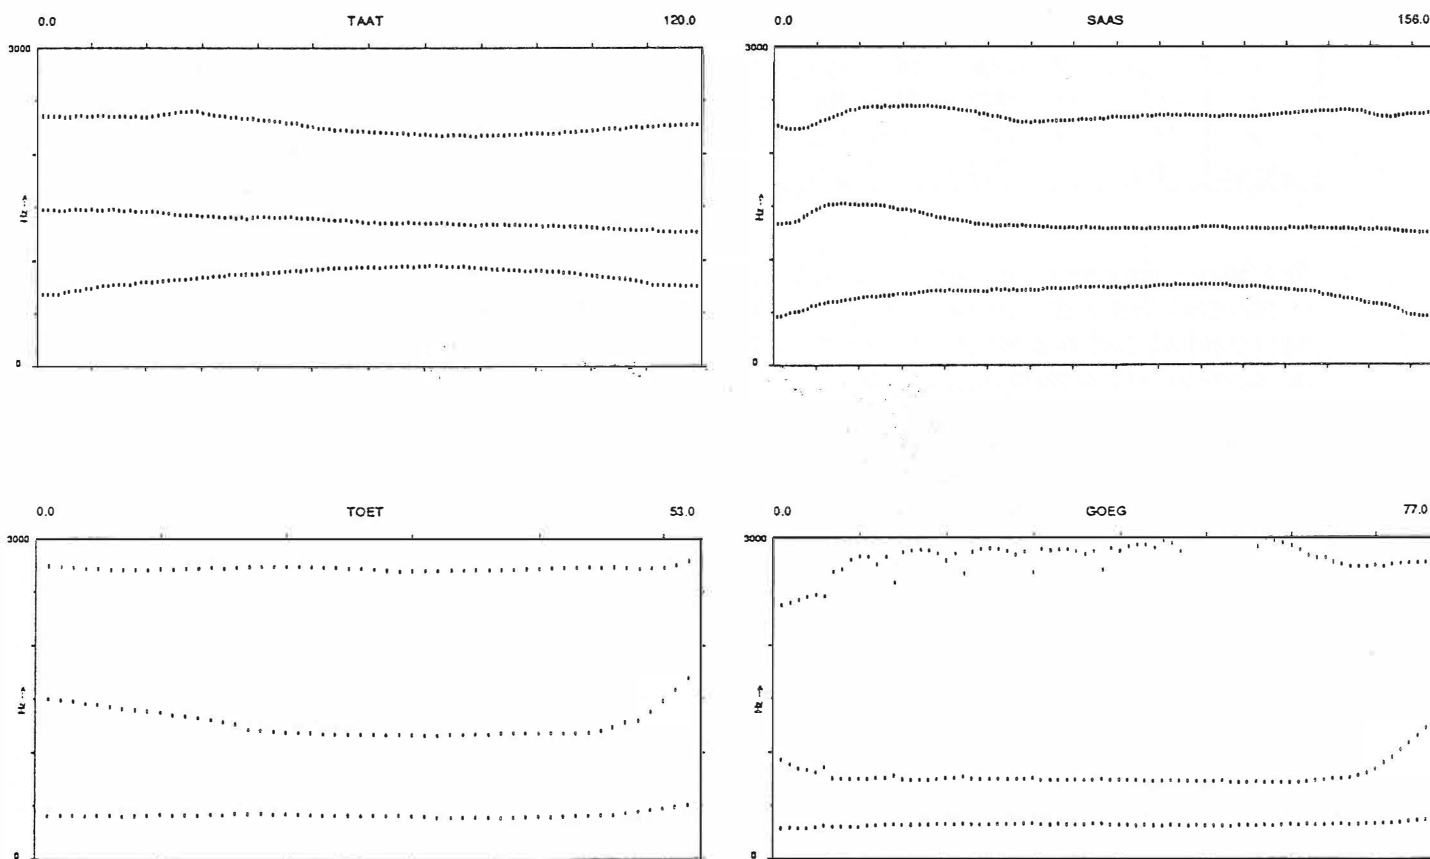 0.0 TAAT 120.0
3000
Hz -->
0
0.0 SAAS 156.0
3000
Hz -->
0
0.0 TOET 53.0
3000
Hz -->
0
0.0 GOEG 77.0
3000
Hz -->
0